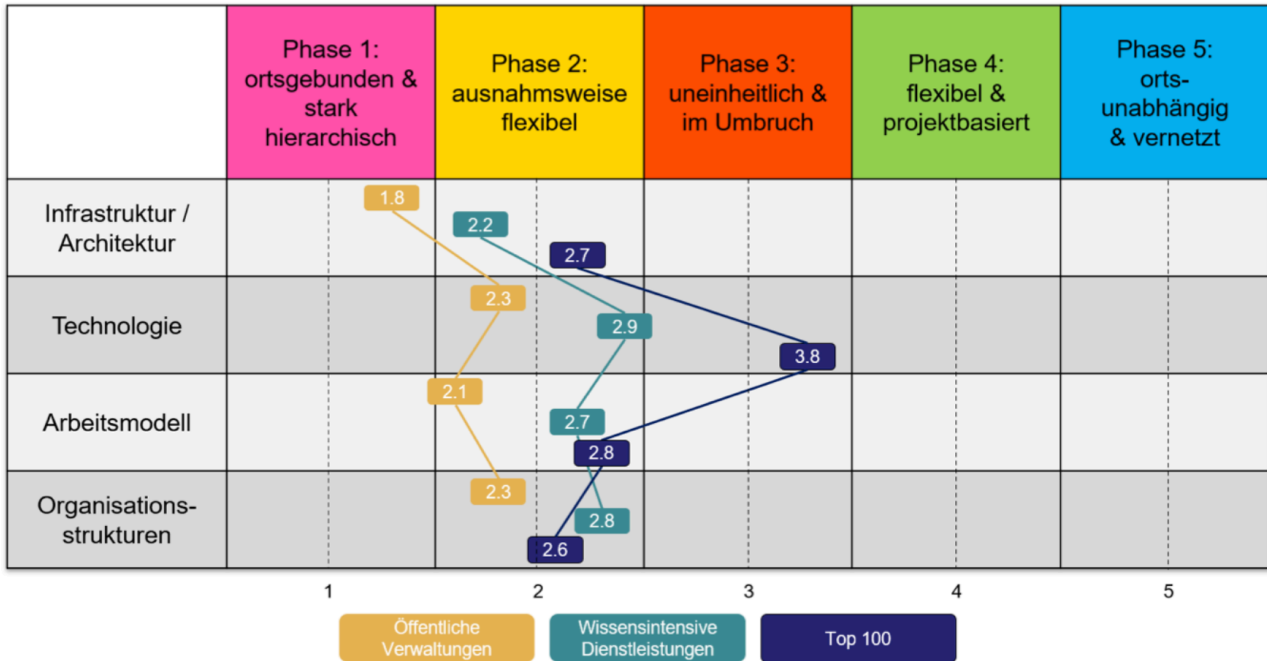 Phase 1:
ortsgebunden &
stark
hierarchisch
Phase 2:
ausnahmsweise
flexibel
Phase 3:
uneinheitlich &
im Umbruch
Phase 4:
flexibel &
projektbasiert
Phase 5:
orts-
unabhängig
& vernetzt
Infrastruktur /
Architektur
1.8
2.2
2.7
Technologie
2.3
2.9
3.8
Arbeitsmodell
2.1
2.7
2.8
Organisations-
strukturen
2.3
2.8
2.6
1
2
3
4
5
Öffentliche
Verwaltungen
Wissensintensive
Dienstleistungen
Top 100